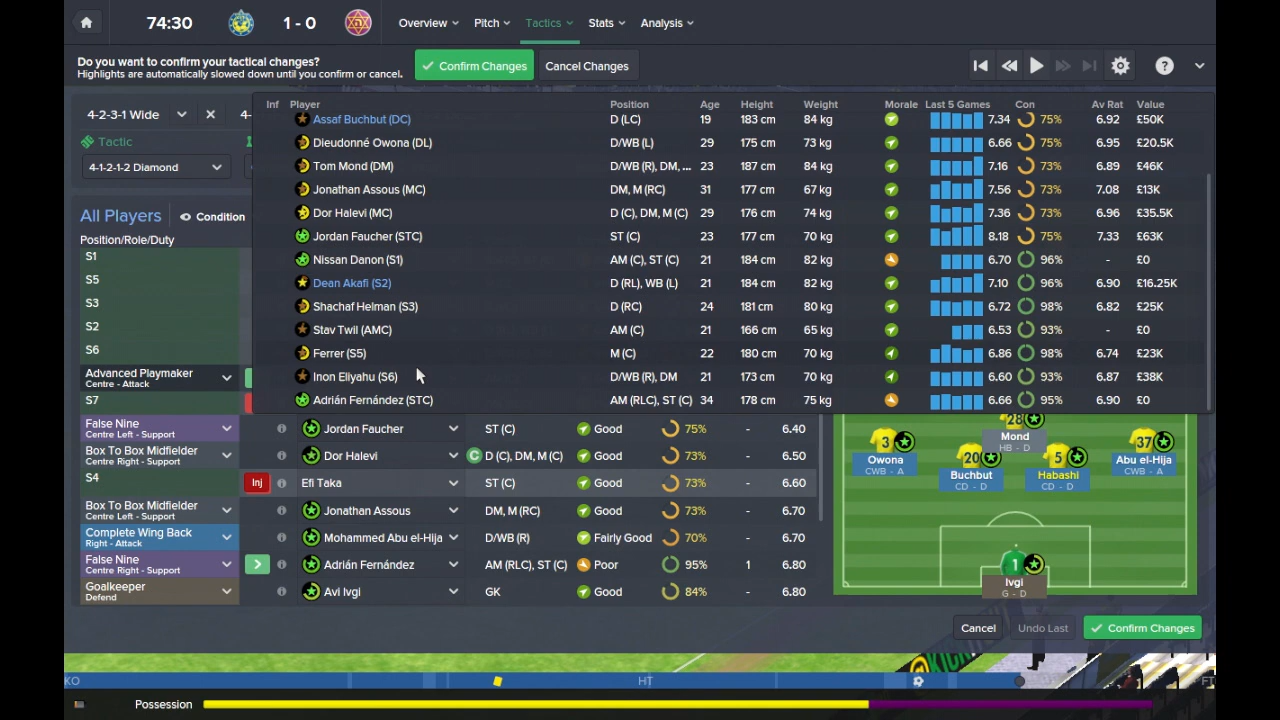 74:30 1 - 0 Overview Pitch Tactics Stats Analysis
Do you want to confirm your tactical changes?
Highlights are automatically slowed down until you confirm or cancel.
Confirm Changes Cancel Changes
4-2-3-1 Wide 4-
Tactic
4-1-2-1-2 Diamond
All Players Condition
Position/Role/Duty
Inf Player Position Age Height Weight Morale Last 5 Games Con Av Rat Value
Assaf Buchbut (DC) D (LC) 19 183 cm 84 kg 7.34 75% 6.92 £50K
Dieudonné Owona (DL) D/WB (L) 29 175 cm 73 kg 6.66 75% 6.95 £20.5K
Tom Mond (DM) D/WB (R), DM, ... 23 187 cm 84 kg 7.16 73% 6.89 £46K
Jonathan Assous (MC) DM, M (RC) 31 177 cm 67 kg 7.56 73% 7.08 £13K
Dor Halevi (MC) D (C), DM, M (C) 29 176 cm 74 kg 7.36 73% 6.96 £35.5K
Jordan Faucher (STC) ST (C) 23 177 cm 70 kg 8.18 75% 7.33 £63K
Nissan Danon (S1) AM (C), ST (C) 21 184 cm 82 kg 6.70 96% - £0
Dean Akafi (S2) D (RL), WB (L) 21 184 cm 82 kg 7.10 96% 6.90 £16.25K
Shachaf Helman (S3) D (RC) 24 181 cm 80 kg 6.72 98% 6.82 £25K
Stav Twil (AMC) AM (C) 21 166 cm 65 kg 6.53 93% - £0
Ferrer (S5) M (C) 22 180 cm 70 kg 6.86 98% 6.74 £23K
Inon Eliyahu (S6) D/WB (R), DM 21 173 cm 70 kg 6.60 93% 6.87 £38K
Adrián Fernández (STC) AM (RLC), ST (C) 34 178 cm 75 kg 6.66 95% 6.90 £0
S1
S5
S3
S2
S6
Advanced Playmaker
Centre - Attack
S7
False Nine
Centre Left - Support
Jordan Faucher ST (C) Good 75% - 6.40
Box To Box Midfielder
Centre Right - Support
Dor Halevi C D (C), DM, M (C) Good 73% - 6.50
S4 Inj Efi Taka ST (C) Good 73% - 6.60
Box To Box Midfielder
Centre Left - Support
Jonathan Assous DM, M (RC) Good 73% - 6.70
Complete Wing Back
Right - Attack
Mohammed Abu el-Hija D/WB (R) Fairly Good 70% - 6.70
False Nine
Centre Right - Support
Adrián Fernández AM (RLC), ST (C) Poor 95% 1 6.80
Goalkeeper
Defend
Avi Ivgi GK Good 84% - 6.80
28
Mond
HB - D
3
Owona
CWB - A
20
Buchbut
CD - D
5
Habashi
CD - D
37
Abu el-Hija
CWB - A
1
Ivgi
G - D
Cancel Undo Last Confirm Changes
KO HT FT
Possession